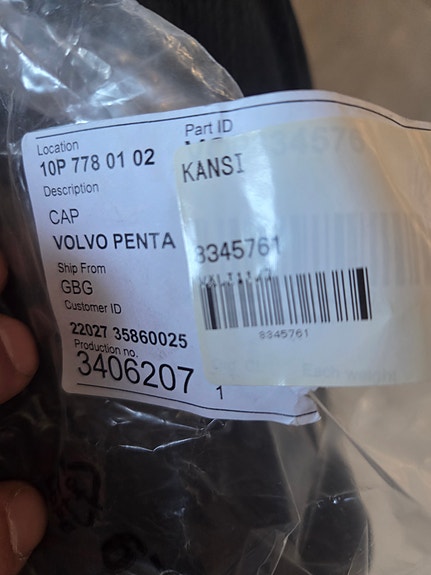 Location
10P 778 01 02
Part ID
Description
CAP
VOLVO PENTA
Ship From
GBG
Customer ID
22027 35860025
Production no.
3406207
1
KANSI
8345761
8345761